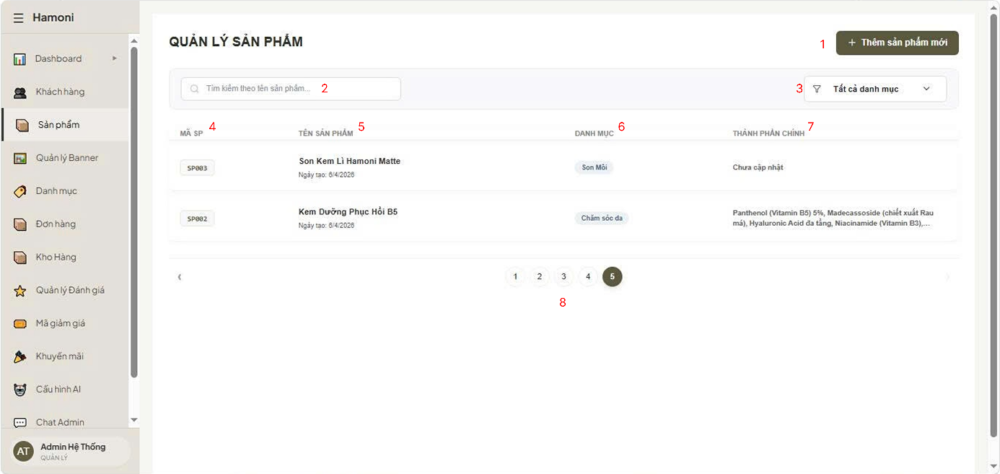 Hamoni
Dashboard
Khách hàng
Sản phẩm
Quản lý Banner
Danh mục
Đơn hàng
Kho Hàng
Quản lý Đánh giá
Mã giảm giá
Khuyến mãi
Cấu hình AI
Chat Admin
AT
Admin Hệ Thống
QUẢN LÝ
QUẢN LÝ SẢN PHẨM
1
+ Thêm sản phẩm mới
Tìm kiếm theo tên sản phẩm...
2
3
Tất cả danh mục
MÃ SP 4
TÊN SẢN PHẨM 5
DANH MỤC 6
THÀNH PHẦN CHÍNH 7
SP003
Son Kem Lì Hamoni Matte
Ngày tạo: 6/4/2026
Son Môi
Chưa cập nhật
SP002
Kem Dưỡng Phục Hồi B5
Ngày tạo: 6/4/2026
Chăm sóc da
Panthenol (Vitamin B5) 5%, Madecassoside (chiết xuất Rau
má), Hyaluronic Acid đa tầng, Niacinamide (Vitamin B3),...
‹ 1 2 3 4 5 ›
8